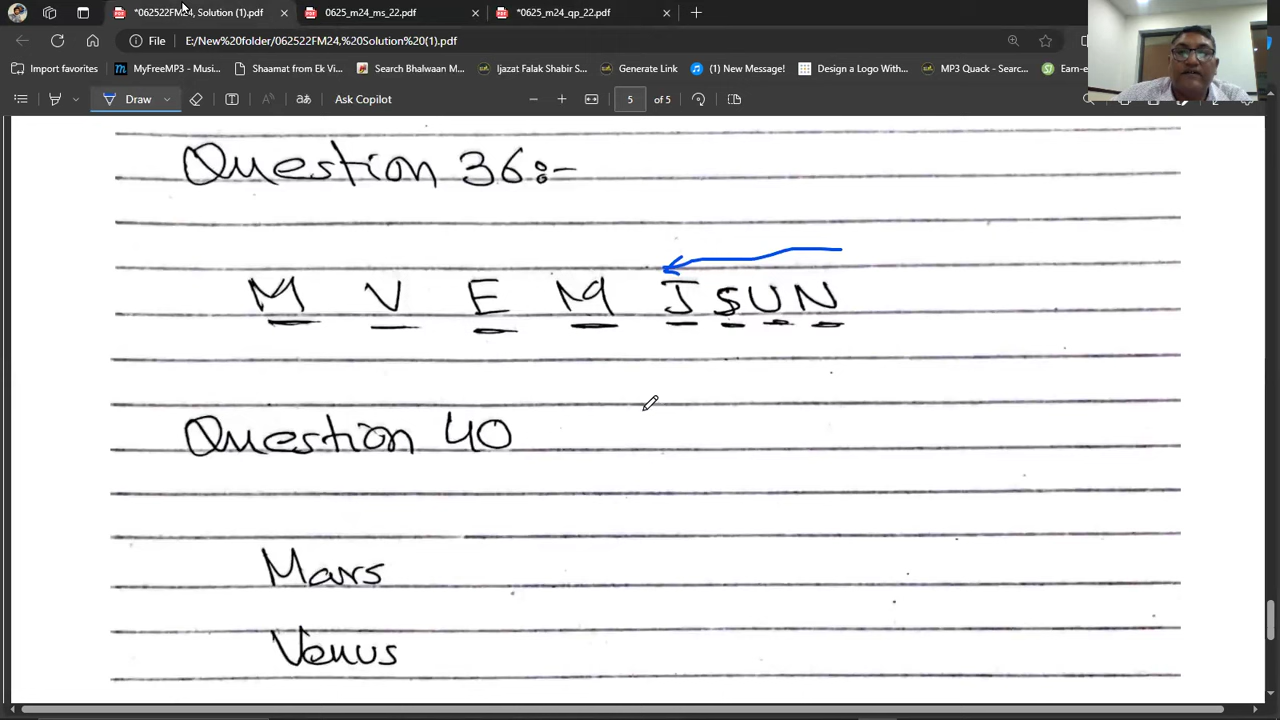 *062522FM24, Solution (1).pdf
0625_m24_ms_22.pdf
*0625_m24_qp_22.pdf
File E:/New%20folder/062522FM24,%20Solution%20(1).pdf
Import favorites MyFreeMP3 - Musi... Shaamat from Ek Vi... Search Bhalwaan M... Ijazat Falak Shabir S... Generate Link (1) New Message! Design a Logo With... MP3 Quack - Searc... Earn-e
Draw Ask Copilot 5 of 5
Question 36:-
M V E M J S U N
Question 40
Mars
Venus